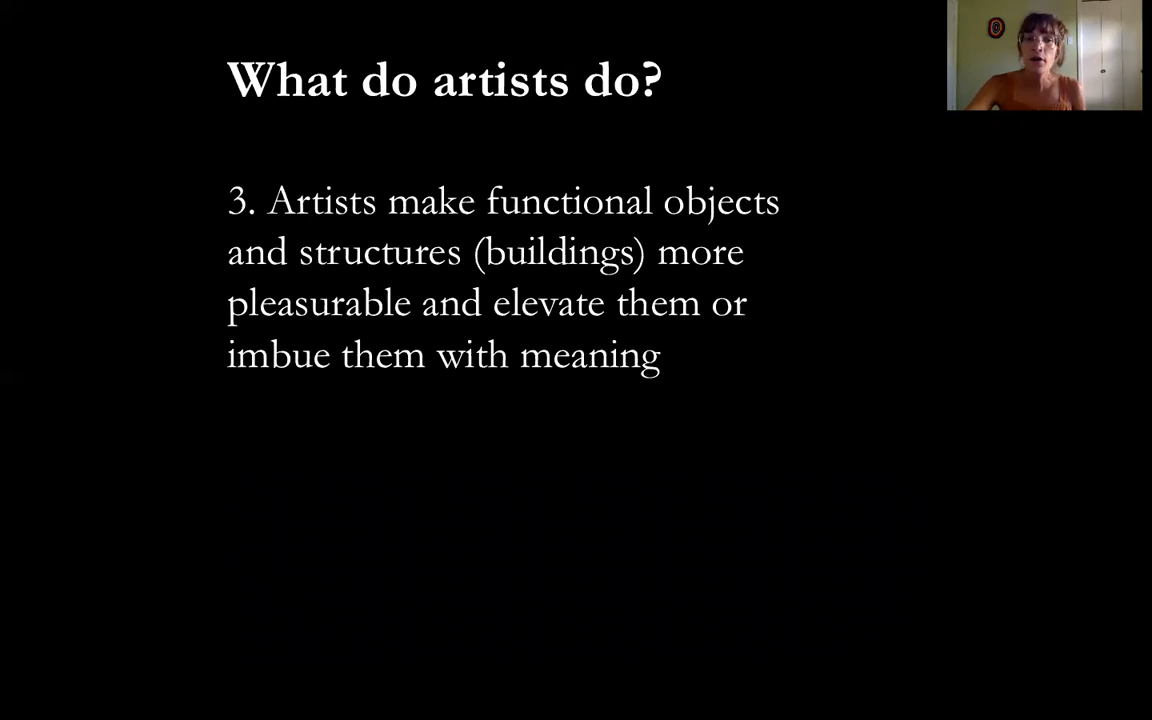 What do artists do?
3. Artists make functional objects
and structures (buildings) more
pleasurable and elevate them or
imbue them with meaning